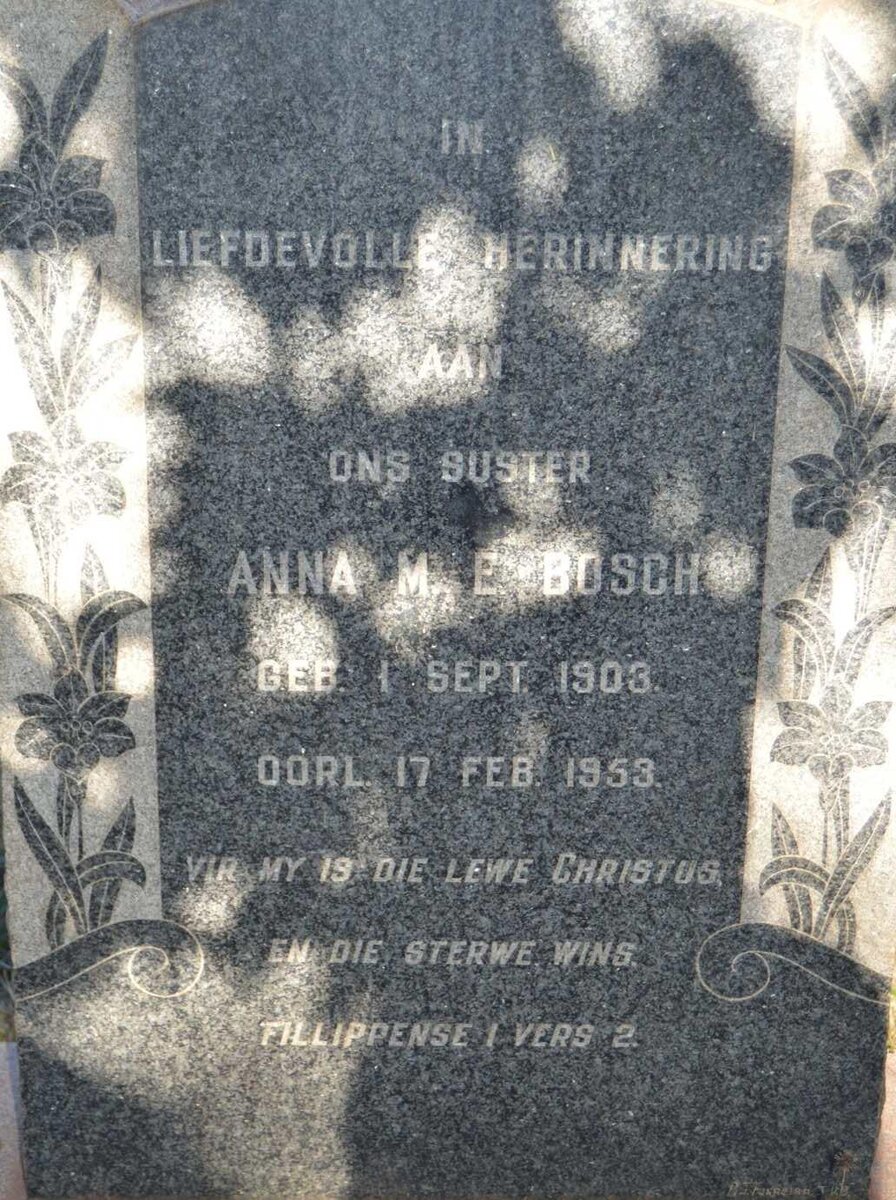 IN
LIEFDEVOLLE HERINNERING
AAN
ONS SUSTER
ANNA M. E. BOSCH
GEB. 1 SEPT. 1903.
OORL. 17 FEB. 1953.
VIR MY IS DIE LEWE CHRISTUS,
EN DIE STERWE WINS.
FILLIPPENSE 1 VERS 2.